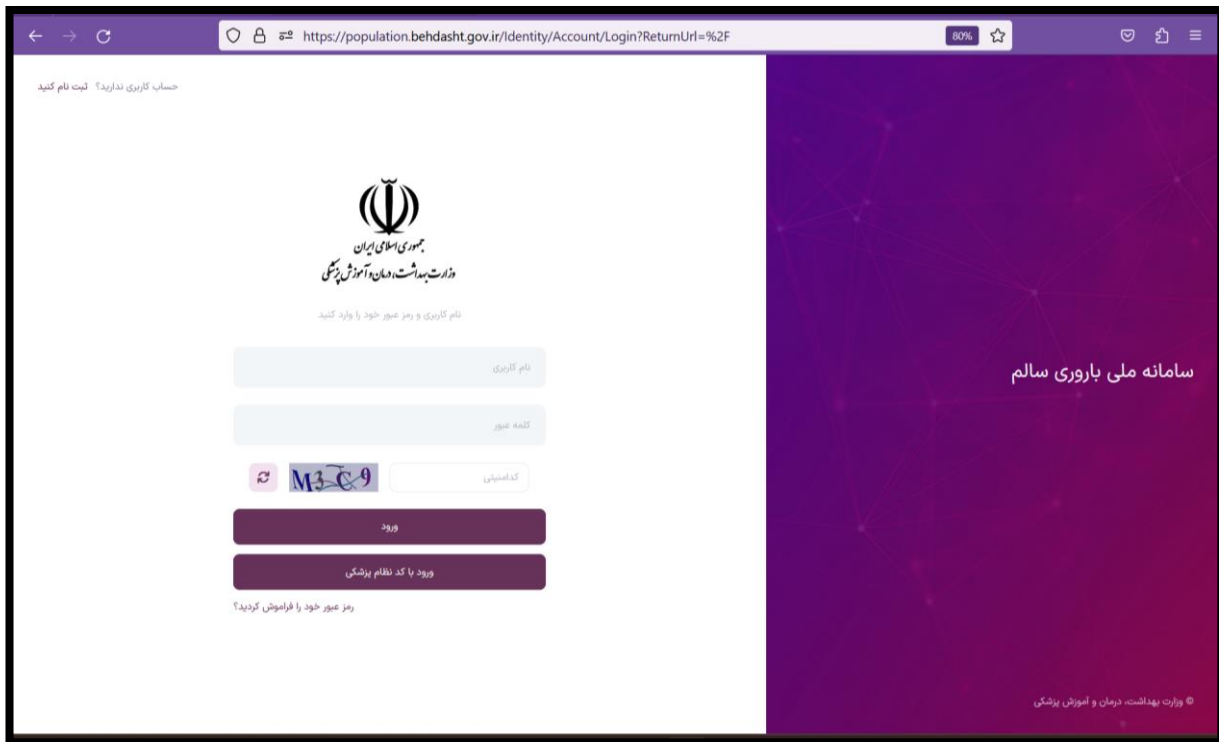 https://population.behdasht.gov.ir/Identity/Account/Login?ReturnUrl=%2F
80%
حساب کاربری ندارید؟ ثبت نام کنید
جمهوری اسلامی ایران
وزارت بهداشت، درمان و آموزش پزشکی
نام کاربری و رمز عبور خود را وارد کنید
نام کاربری
کلمه عبور
کدامنیتی
M3C9
ورود
ورود با کد نظام پزشکی
رمز عبور خود را فراموش کردید؟
سامانه ملی باروری سالم
© وزارت بهداشت، درمان و آموزش پزشکی